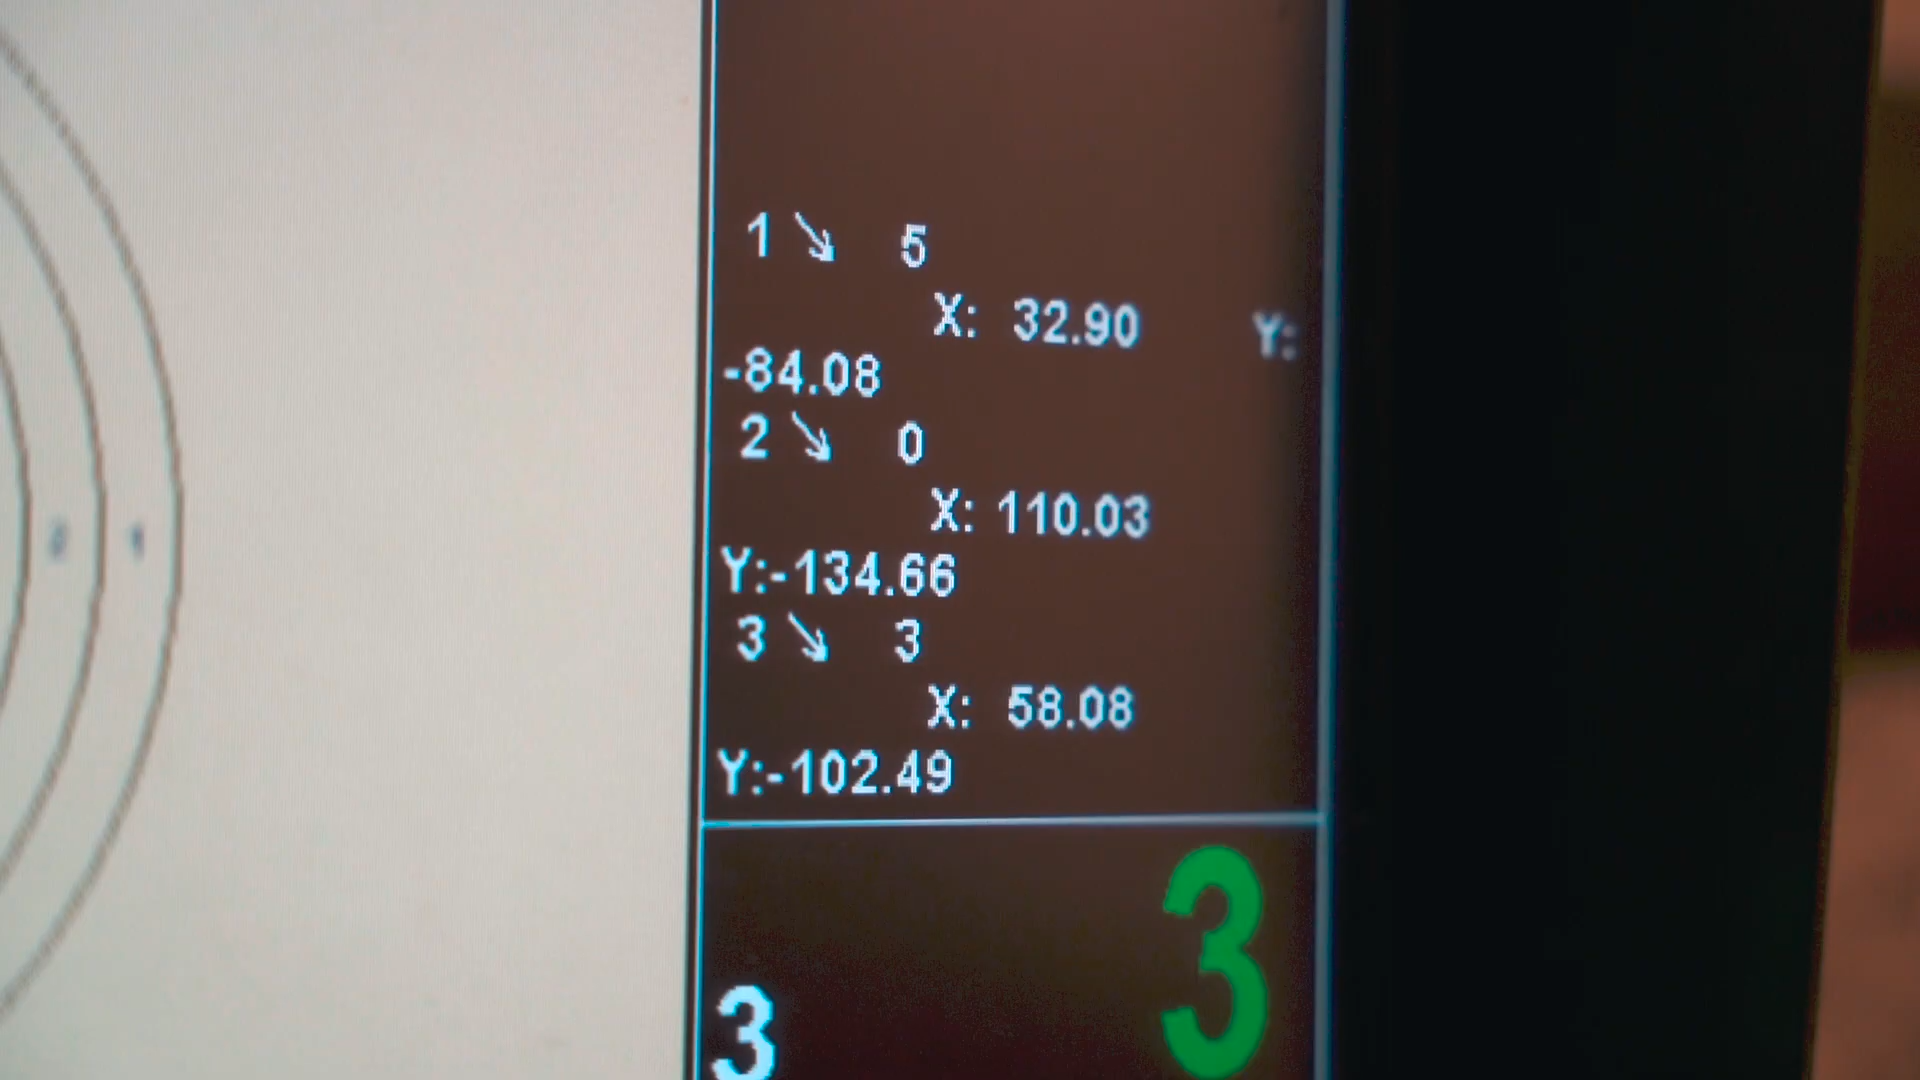 1 ↘ 5
X: 32.90 Y:
-84.08
2 ↘ 0
X: 110.03
Y:-134.66
3 ↘ 3
X: 58.08
Y:-102.49
3
3